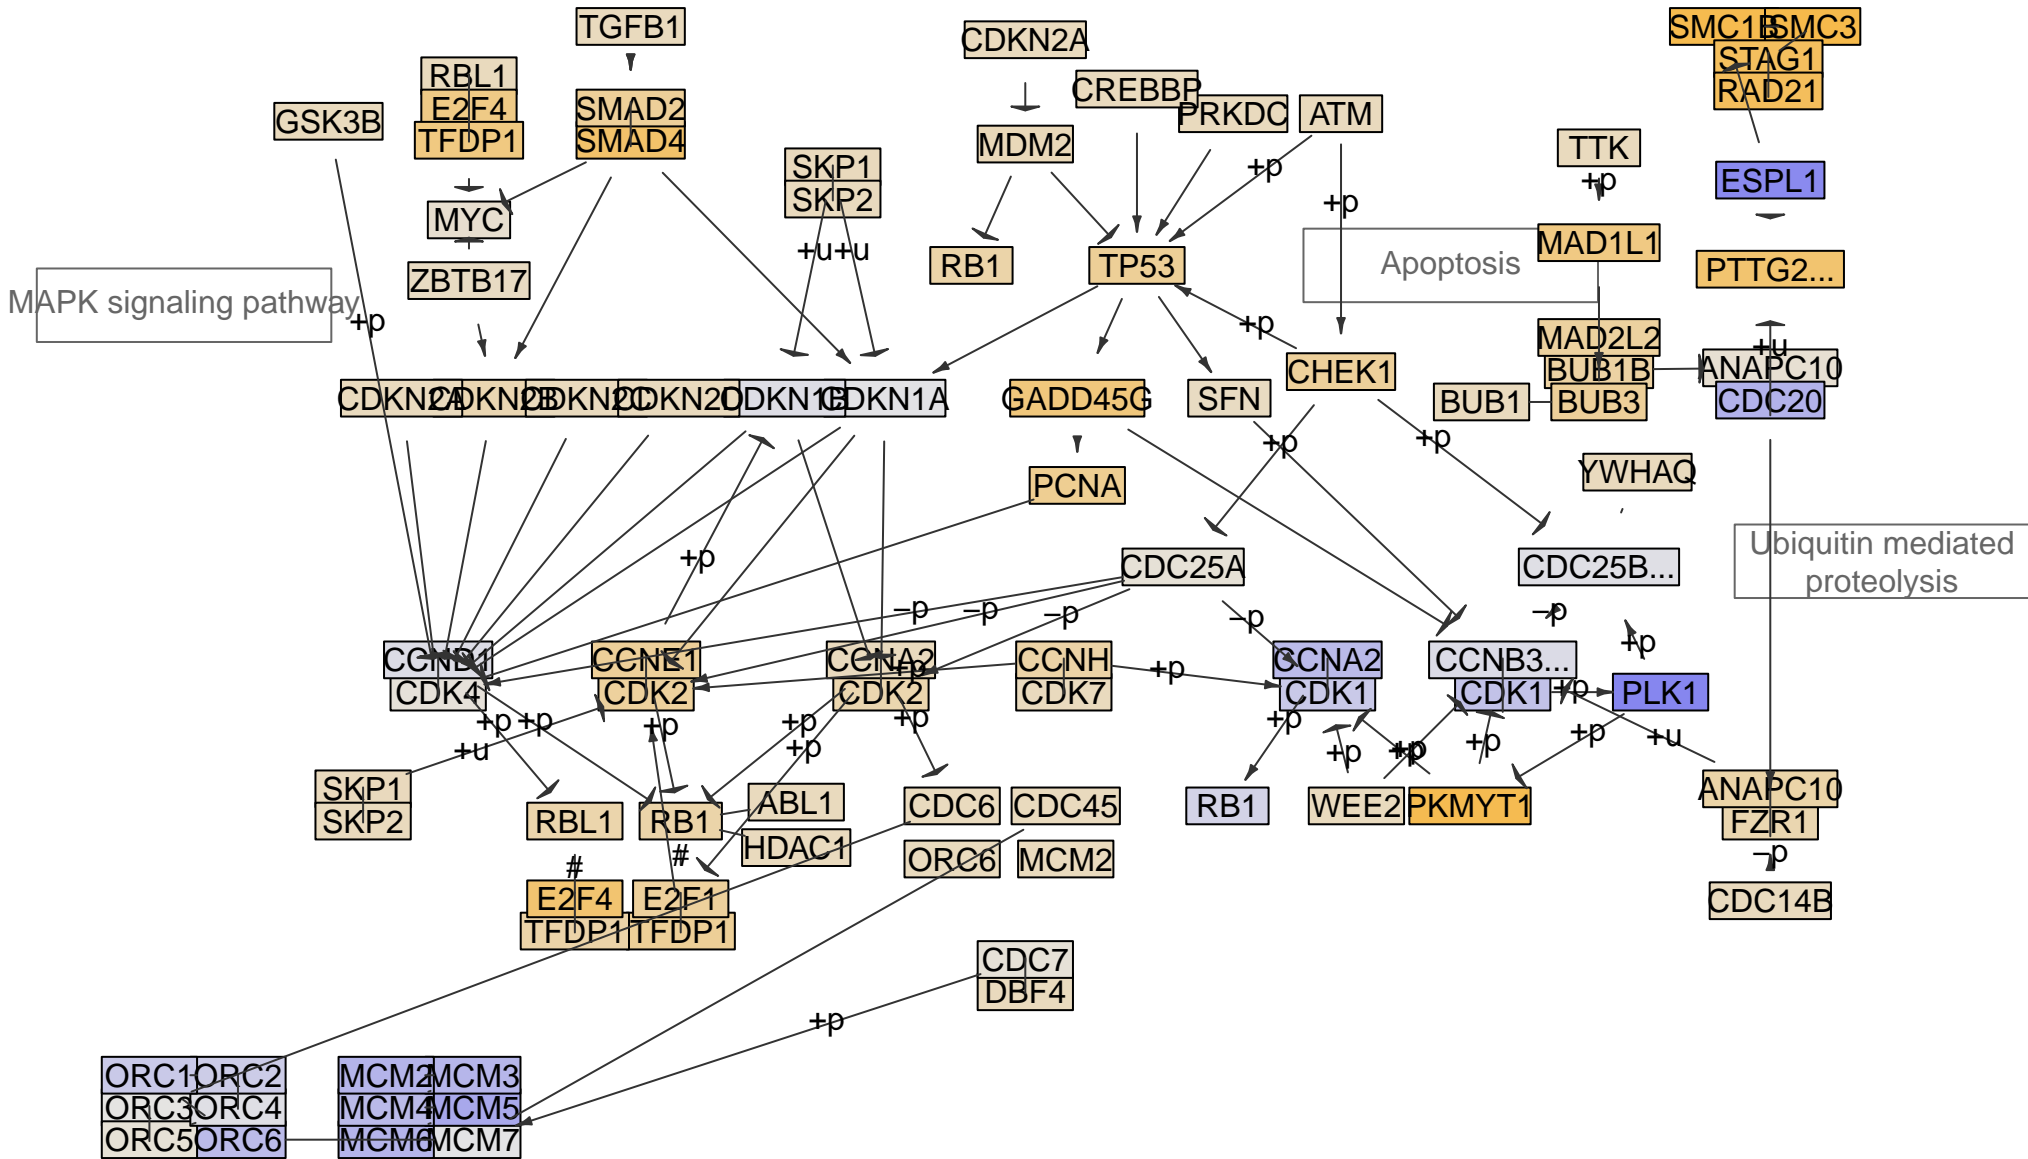 TGFB1
CDKN2A
SMC1B
SMC3
STAG1
RAD21
RBL1
E2F4
TFDP1
GSK3B
SMAD2
SMAD4
CREBBP
PRKDC
ATM
MDM2
SKP1
SKP2
TTK
+p
+p
+p
ESPL1
MYC
+u
+u
ZBTB17
RB1
TP53
Apoptosis
MAD1L1
PTTG2...
MAPK signaling pathway
+p
+p
MAD2L2
BUB1B
BUB3
BUB1
+u
ANAPC10
CDC20
CHEK1
CDKN2A
CDKN2B
CDKN2C
CDKN2D
CDKN1B
CDKN1A
GADD45G
SFN
+p
+p
PCNA
YWHAQ
+p
CDC25A
CDC25B...
Ubiquitin mediated
proteolysis
−p
−p
−p
−p
−p
+p
CCND1
CDK4
CCNE1
CDK2
CCNA2
CDK2
+p
CCNH
CDK7
+p
CCNA2
CDK1
CCNB3...
CDK1
+p
PLK1
+p
+p
+u
+p
+p
+p
+p
+p
+p
+p
+p
+p
+p
+u
SKP1
SKP2
RBL1
RB1
ABL1
HDAC1
CDC6
CDC45
ORC6
MCM2
RB1
WEE2
PKMYT1
ANAPC10
FZR1
−p
CDC14B
#
#
E2F4
TFDP1
E2F1
TFDP1
CDC7
DBF4
+p
ORC1
ORC2
ORC3
ORC4
ORC5
ORC6
MCM2
MCM3
MCM4
MCM5
MCM6
MCM7